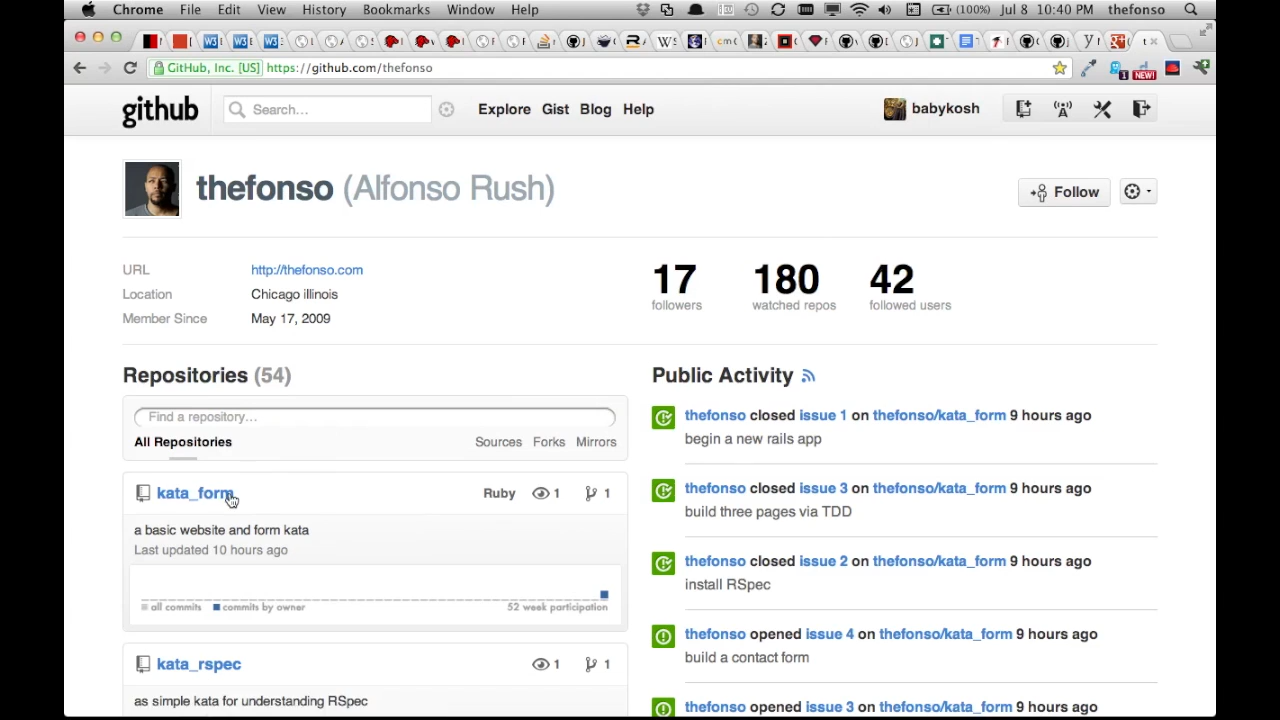 Chrome File Edit View History Bookmarks Window Help (100%) Jul 8 10:40 PM thefonso
GitHub, Inc. [US] https://github.com/thefonso NEW!
github Search... Explore Gist Blog Help babykosh
thefonso (Alfonso Rush) Follow
URL http://thefonso.com
Location Chicago illinois
Member Since May 17, 2009
17 180 42
followers watched repos followed users
Repositories (54)
Find a repository...
All Repositories Sources Forks Mirrors
kata_form Ruby 1 1
a basic website and form kata
Last updated 10 hours ago
all commits commits by owner 52 week participation
kata_rspec 1 1
as simple kata for understanding RSpec
Public Activity
thefonso closed issue 1 on thefonso/kata_form 9 hours ago
begin a new rails app
thefonso closed issue 3 on thefonso/kata_form 9 hours ago
build three pages via TDD
thefonso closed issue 2 on thefonso/kata_form 9 hours ago
install RSpec
thefonso opened issue 4 on thefonso/kata_form 9 hours ago
build a contact form
thefonso opened issue 3 on thefonso/kata_form 9 hours ago